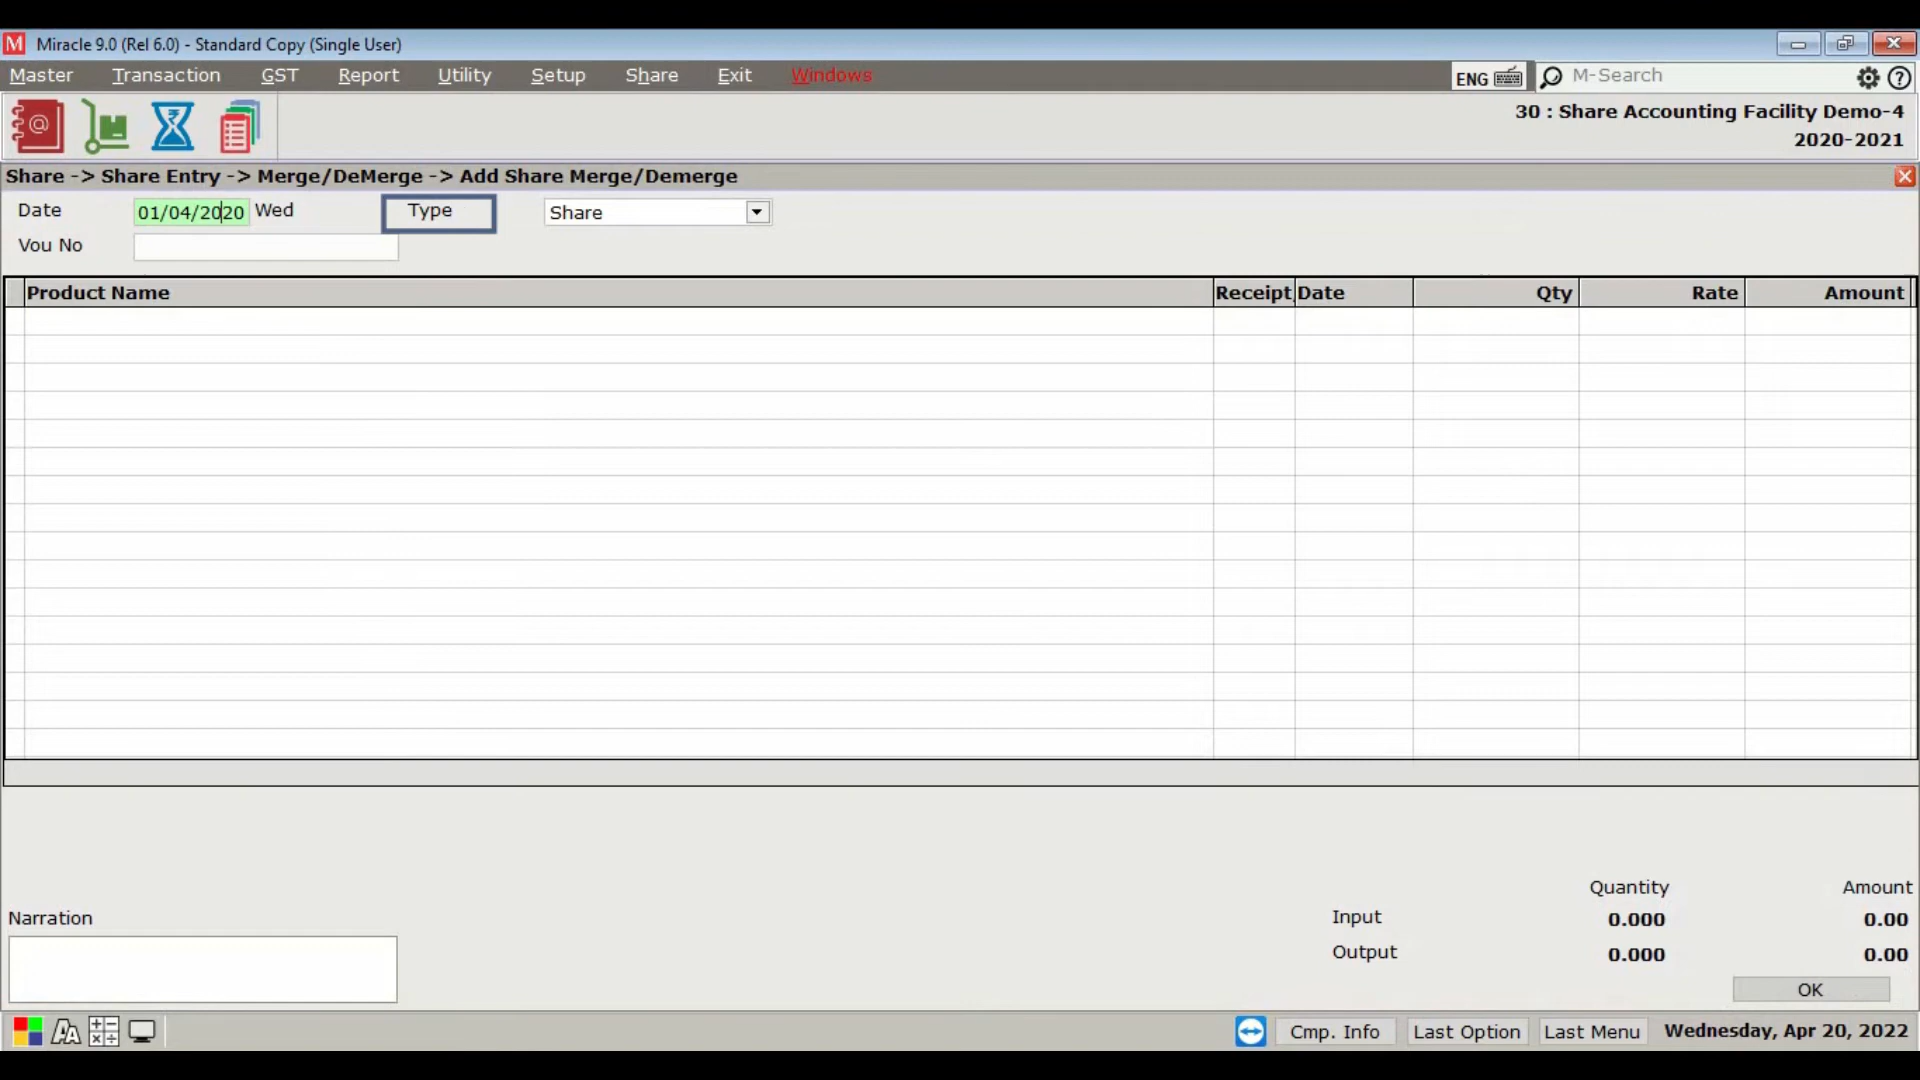 M Miracle 9.0 (Rel 6.0) - Standard Copy (Single User)
Master Transaction GST Report Utility Setup Share Exit Windows ENG M-Search
30 : Share Accounting Facility Demo-4
2020-2021
Share -> Share Entry -> Merge/DeMerge -> Add Share Merge/Demerge
Date 01/04/2020 Wed Type Share
Vou No
Product Name Receipt Date Qty Rate Amount
Quantity Amount
Narration Input 0.000 0.00
Output 0.000 0.00
OK
Cmp. Info Last Option Last Menu Wednesday, Apr 20, 2022